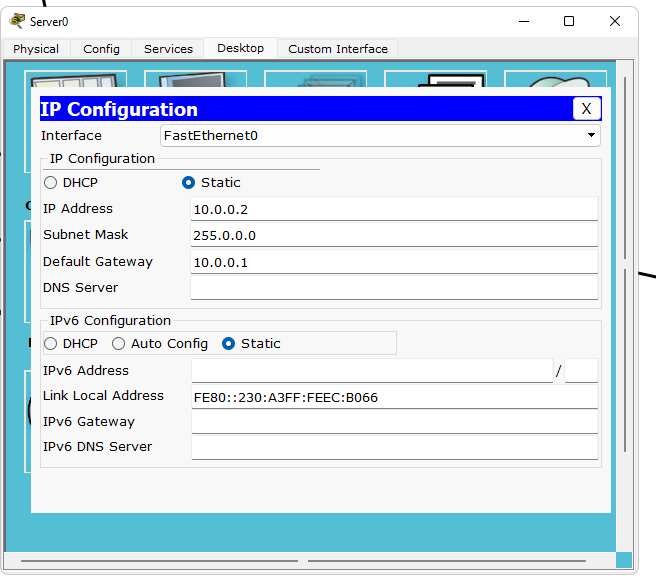 Server0
Physical Config Services Desktop Custom Interface
IP Configuration X
Interface FastEthernet0
IP Configuration
DHCP Static
IP Address 10.0.0.2
Subnet Mask 255.0.0.0
Default Gateway 10.0.0.1
DNS Server
IPv6 Configuration
DHCP Auto Config Static
IPv6 Address /
Link Local Address FE80::230:A3FF:FEEC:B066
IPv6 Gateway
IPv6 DNS Server